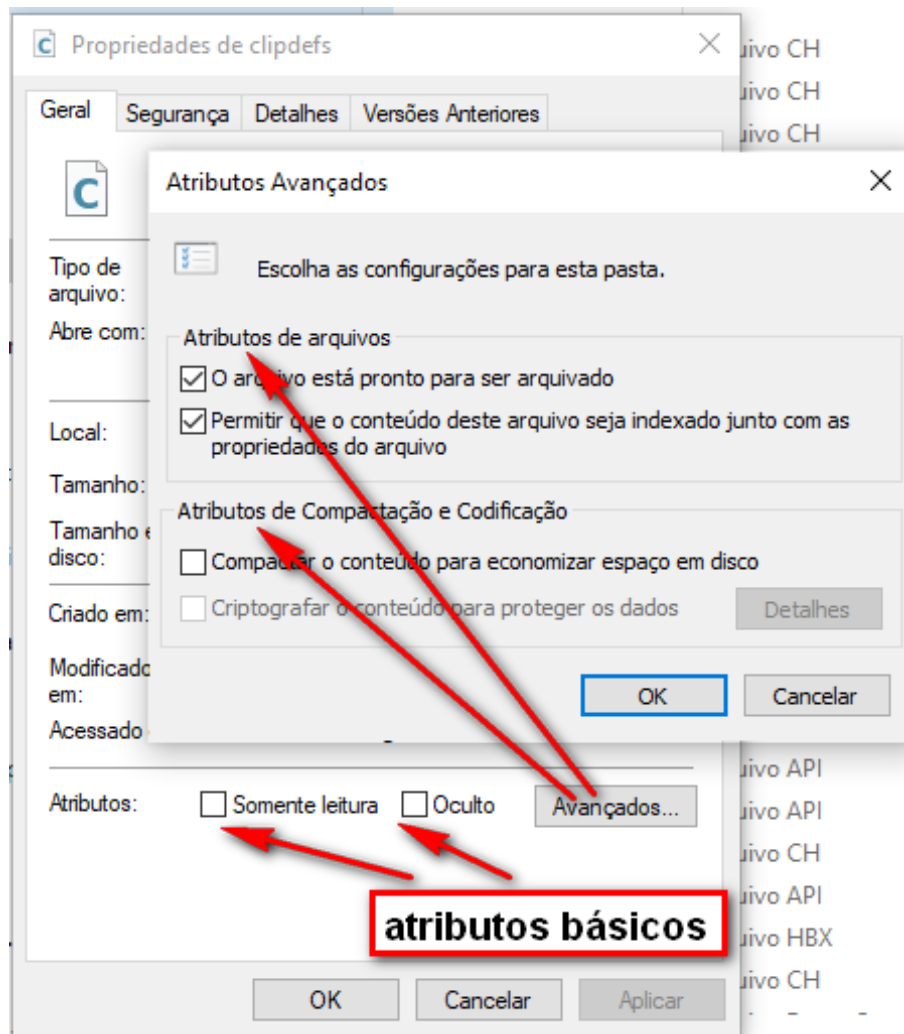 Propriedades de clipdefs
Geral Segurança Detalhes Versões Anteriores
Atributos Avançados
Escolha as configurações para esta pasta.
Atributos de arquivos
O arquivo está pronto para ser arquivado
Permitir que o conteúdo deste arquivo seja indexado junto com as
propriedades do arquivo
Atributos de Compactação e Codificação
Compactar o conteúdo para economizar espaço em disco
Criptografar o conteúdo para proteger os dados Detalhes
OK Cancelar
Tipo de
arquivo:
Abre com:
Local:
Tamanho:
Tamanho
disco:
Criado em:
Modificado
em:
Acessado
Atributos: Somente leitura Oculto Avançados...
atributos básicos
OK Cancelar Aplicar
uivo CH
uivo CH
uivo CH
uivo API
uivo API
uivo CH
uivo API
uivo HBX
uivo CH